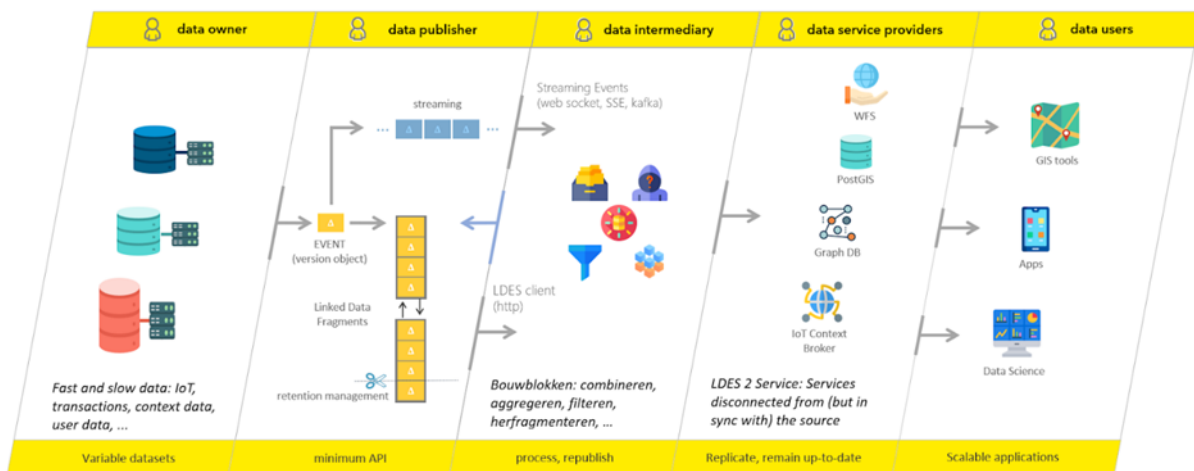 data owner
data publisher
data intermediary
data service providers
data users
Fast and slow data: IoT,
transactions, context data,
user data, ...
streaming
... Δ Δ Δ ...
Δ
EVENT
(version object)
Δ
Δ
Δ
Δ
Linked Data
Fragments
Δ
Δ
Δ
Δ
retention management
Streaming Events
(web socket, SSE, kafka)
?
LDES client
(http)
Bouwblokken: combineren,
aggregeren, filteren,
herfragmenteren, ...
WFS
PostGIS
Graph DB
IoT Context
Broker
LDES 2 Service: Services
disconnected from (but in
sync with) the source
GIS tools
Apps
Data Science
Variable datasets
minimum API
process, republish
Replicate, remain up-to-date
Scalable applications